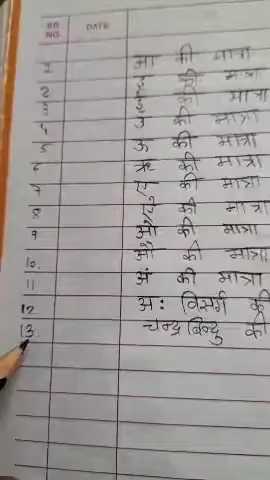 SR NO. DATE
1 आ की मात्रा
2 इ की मात्रा
3 ई की मात्रा
4 उ की मात्रा
5 ऊ की मात्रा
6 ऋ की मात्रा
7 ए की मात्रा
8 ऐ की मात्रा
9 ओ की मात्रा
10. औ की मात्रा
11 अं की मात्रा
12 अः विसर्ग की
13. चन्द्र बिन्दु की